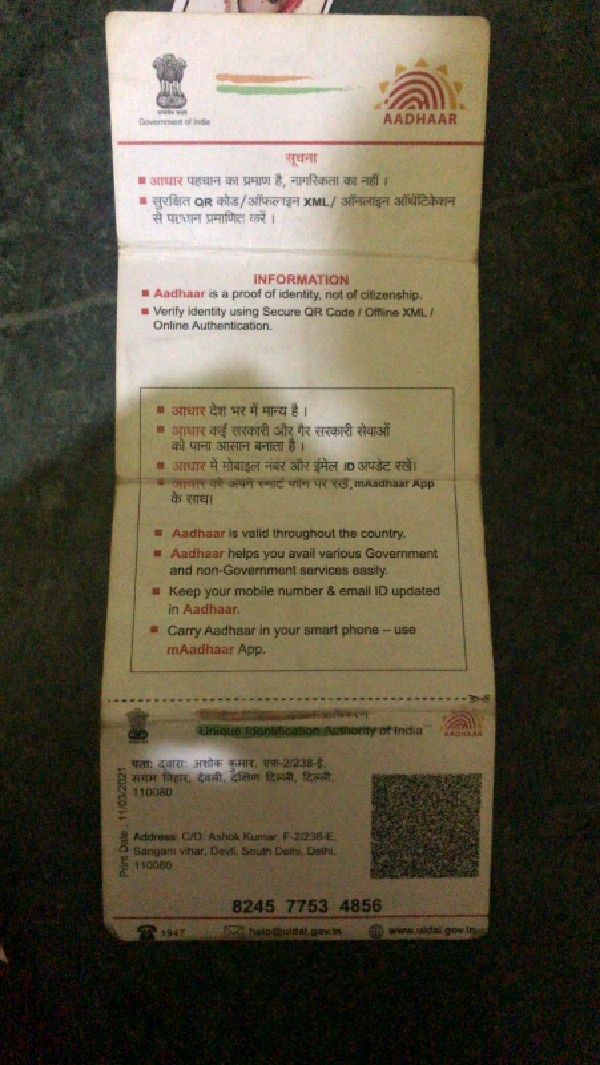 Government of India
AADHAAR
सूचना
■ आधार पहचान का प्रमाण है, नागरिकता का नहीं ।
■ सुरक्षित QR कोड/ऑफलाइन XML/ ऑनलाइन ऑथेंटिकेशन
से पहचान प्रमाणित करें ।
INFORMATION
■ Aadhaar is a proof of identity, not of citizenship.
■ Verify identity using Secure QR Code / Offline XML /
Online Authentication.
■ आधार देश भर में मान्य है ।
■ आधार कई सरकारी और गैर सरकारी सेवाओं
को पाना आसान बनाता है ।
■ आधार में मोबाइल नंबर और ईमेल ID अपडेट रखें।
■ आधार को अपने स्मार्ट फोन पर रखें, mAadhaar App
के साथ।
■ Aadhaar is valid throughout the country.
■ Aadhaar helps you avail various Government
and non-Government services easily.
■ Keep your mobile number & email ID updated
in Aadhaar.
■ Carry Aadhaar in your smart phone – use
mAadhaar App.
Unique Identification Authority of India
AADHAAR
Print Date : 11/03/2021
पता: द्वारा: अशोक कुमार, एफ-2/238-ई,
संगम विहार, देवली, दक्षिण दिल्ली, दिल्ली,
110080
Address: C/O: Ashok Kumar, F-2/238-E,
Sangam vihar, Devli, South Delhi, Delhi,
110080
8245 7753 4856
1947 help@uidai.gov.in www.uidai.gov.in